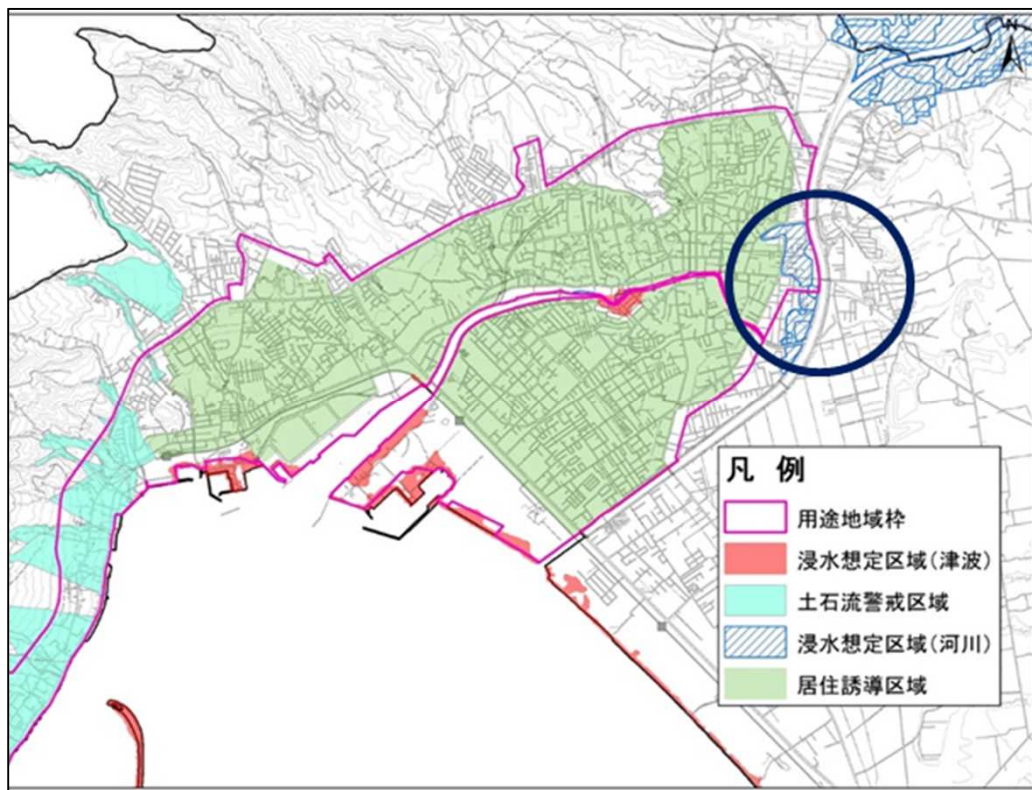 N
凡 例
用途地域枠
浸水想定区域(津波)
土石流警戒区域
浸水想定区域(河川)
居住誘導区域